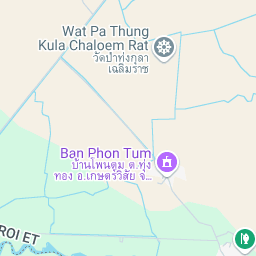 Wat Pa Thung
Kula Chaloem Rat
วัดป่าทุ่งกุลา
เฉลิมราช
Ban Phon Tum
บ้านโพนตูม ต.ทุ่ง
ทอง อ.เกษตรวิสัย จ...
ROI ET